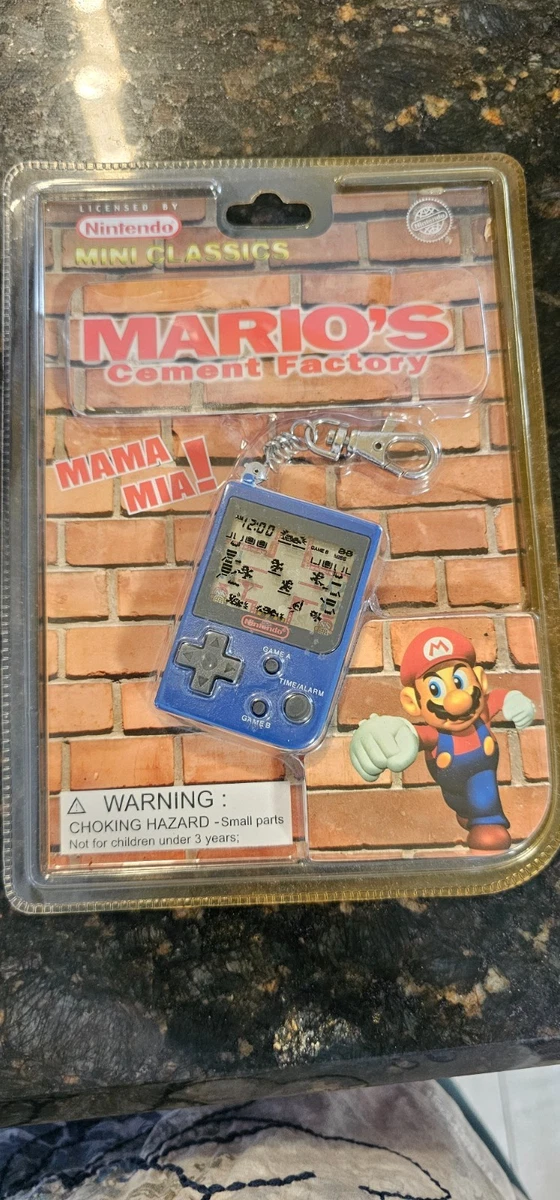 LICENSED BY
Nintendo
MINI CLASSICS
MARIO'S
Cement Factory
MAMA
MIA!
12:00
GAME B
Nintendo
GAME A
TIME/ALARM
GAME B
M
⚠ WARNING :
CHOKING HAZARD - Small parts
Not for children under 3 years;